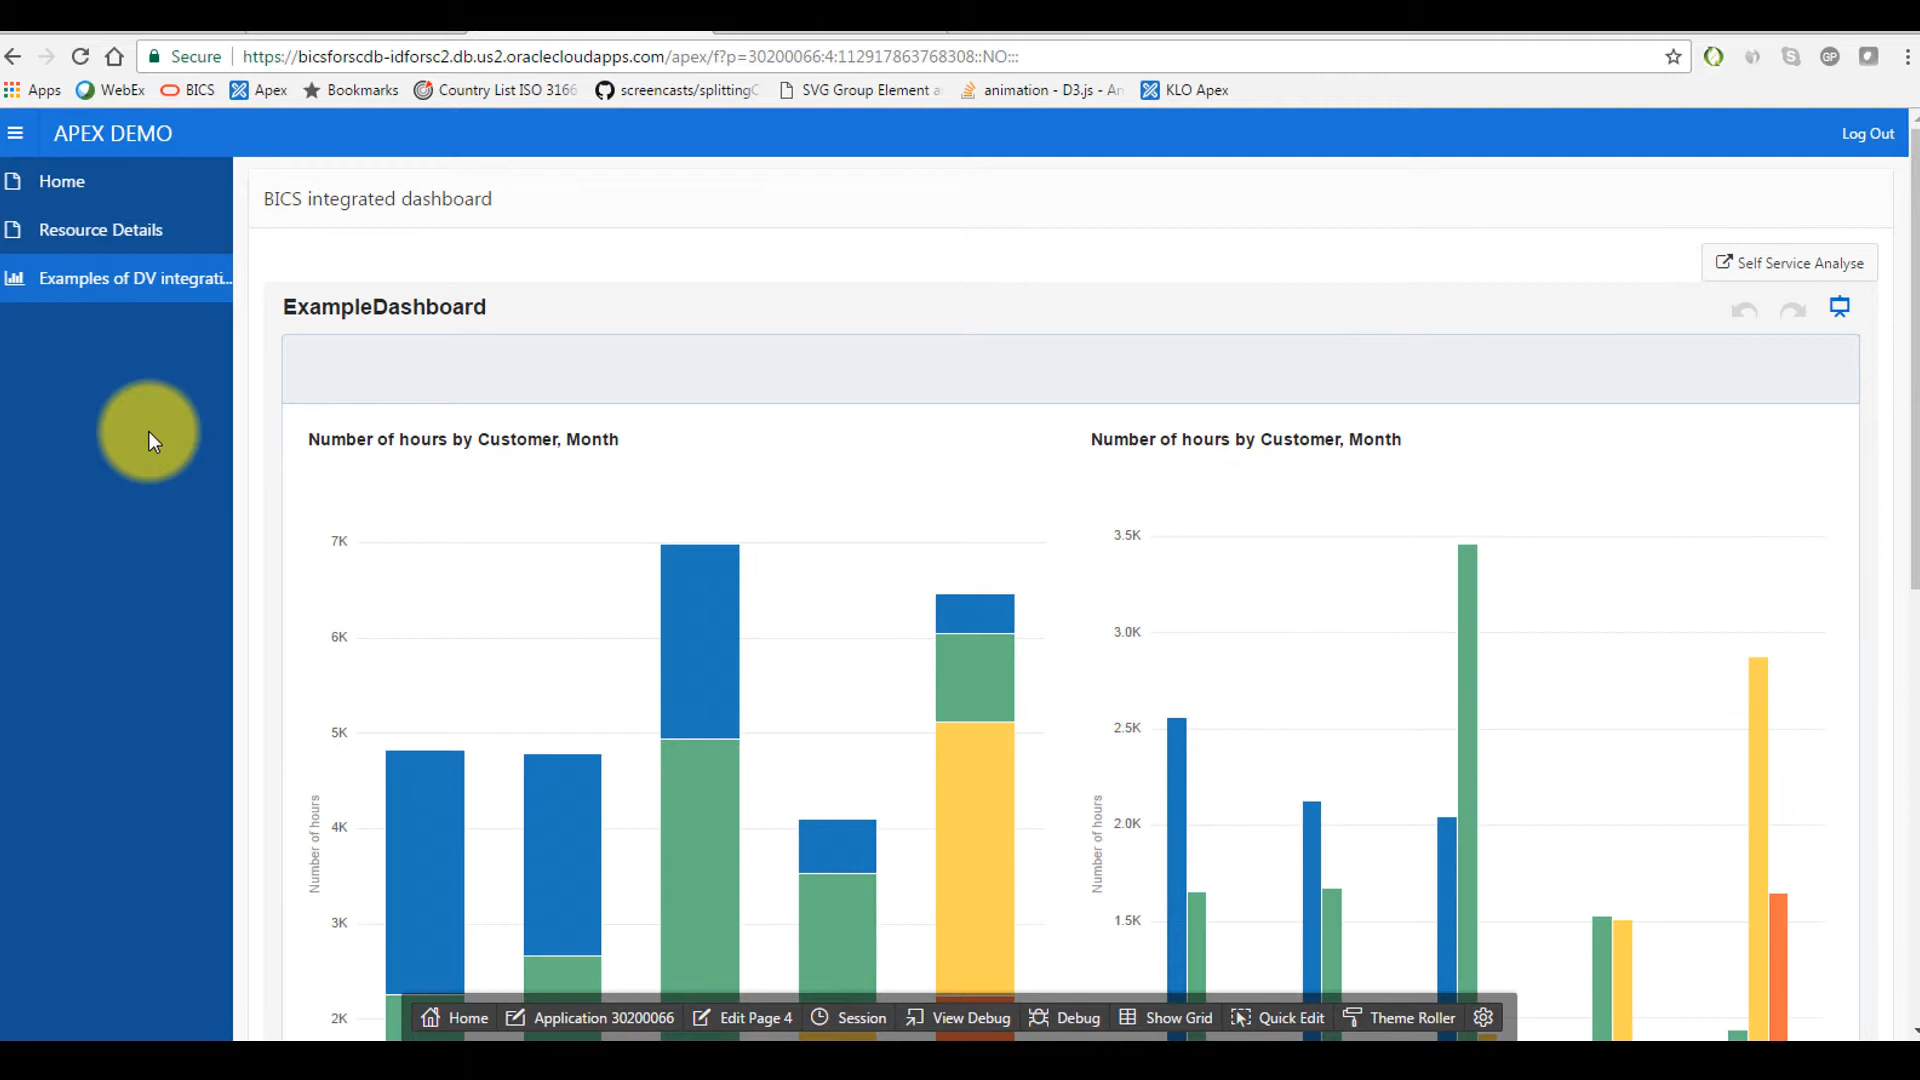 Secure https://bicsforscdb-idforsc2.db.us2.oraclecloudapps.com/apex/f?p=30200066:4:112917863768308::NO:::
GP
Apps WebEx BICS Apex Bookmarks Country List ISO 3166 screencasts/splitting SVG Group Element animation - D3.js - KLO Apex
APEX DEMO
Log Out
Home
Resource Details
Examples of DV integrati...
BICS integrated dashboard
Self Service Analyse
ExampleDashboard
Number of hours by Customer, Month
7K
6K
5K
4K
3K
2K
Number of hours
Number of hours by Customer, Month
3.5K
3.0K
2.5K
2.0K
1.5K
Number of hours
Home Application 30200066 Edit Page 4 Session View Debug Debug Show Grid Quick Edit Theme Roller